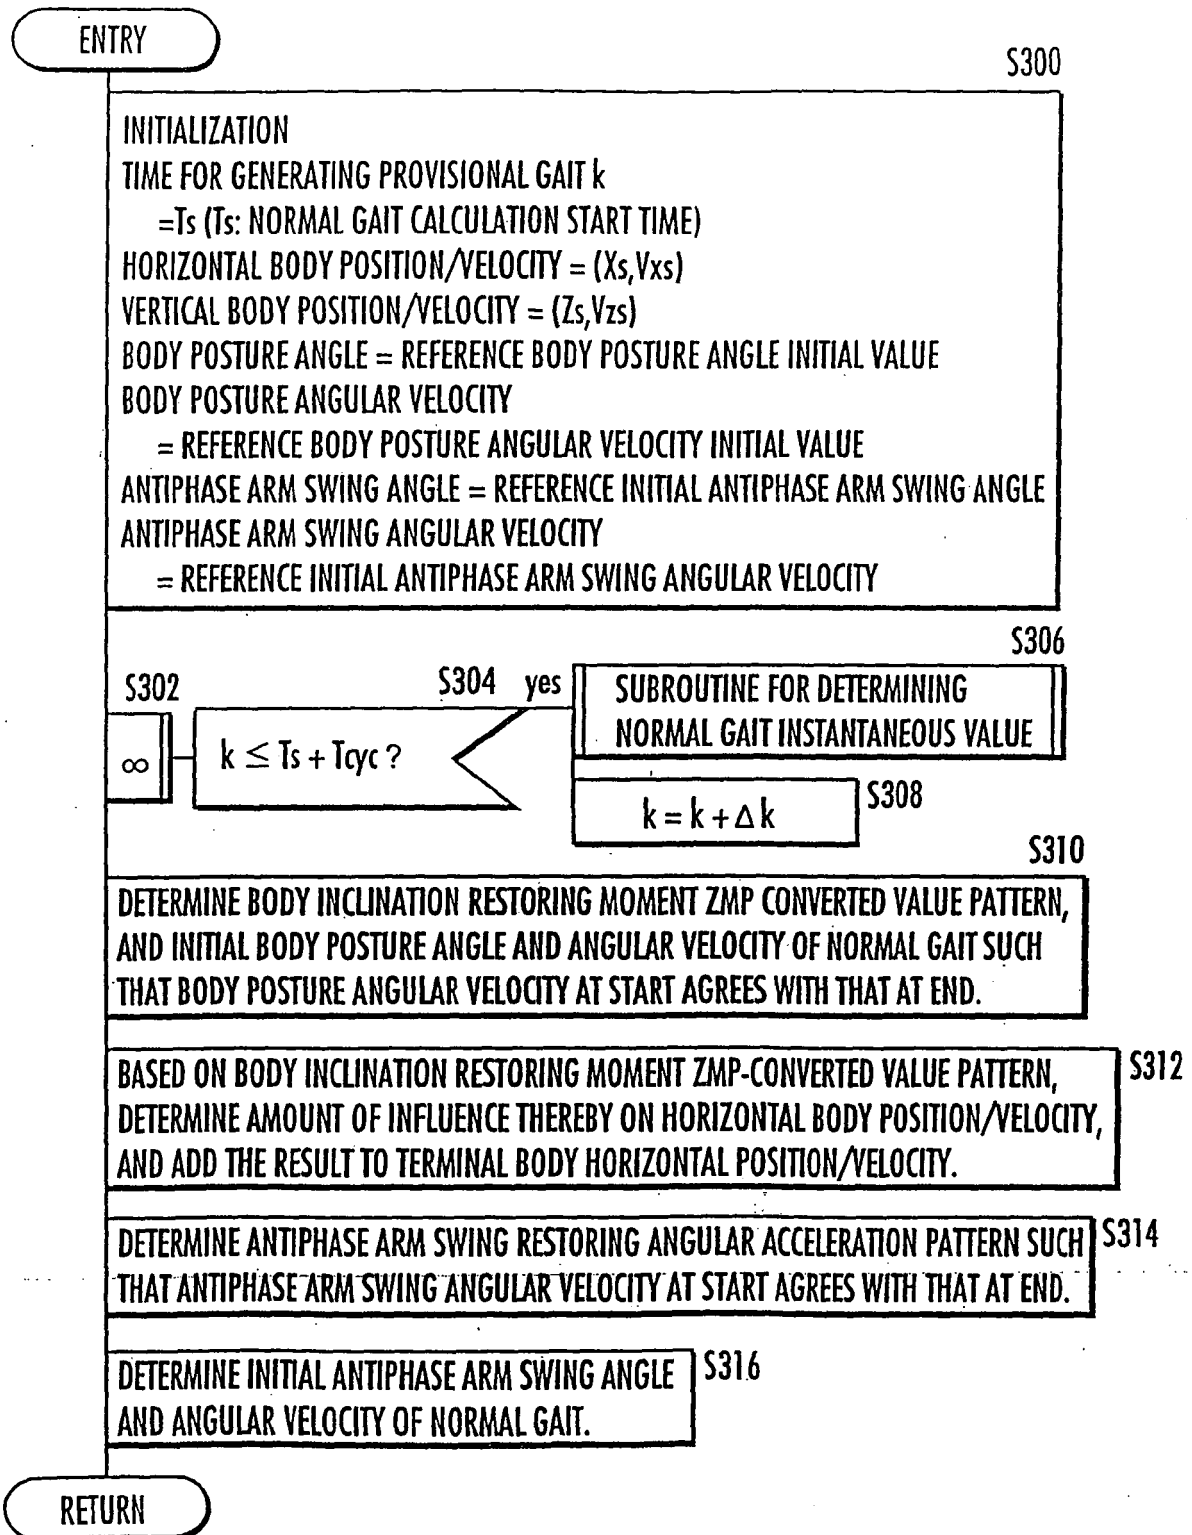 ENTRY
S300
INITIALIZATION
TIME FOR GENERATING PROVISIONAL GAIT k
=Ts (Ts: NORMAL GAIT CALCULATION START TIME)
HORIZONTAL BODY POSITION/VELOCITY = (Xs,Vxs)
VERTICAL BODY POSITION/VELOCITY = (Zs,Vzs)
BODY POSTURE ANGLE = REFERENCE BODY POSTURE ANGLE INITIAL VALUE
BODY POSTURE ANGULAR VELOCITY
= REFERENCE BODY POSTURE ANGULAR VELOCITY INITIAL VALUE
ANTIPHASE ARM SWING ANGLE = REFERENCE INITIAL ANTIPHASE ARM SWING ANGLE
ANTIPHASE ARM SWING ANGULAR VELOCITY
= REFERENCE INITIAL ANTIPHASE ARM SWING ANGULAR VELOCITY
S302
∞
S304
k ≤ Ts + Tcyc ?
yes
S306
SUBROUTINE FOR DETERMINING
NORMAL GAIT INSTANTANEOUS VALUE
k = k + Δ k
S308
S310
DETERMINE BODY INCLINATION RESTORING MOMENT ZMP CONVERTED VALUE PATTERN,
AND INITIAL BODY POSTURE ANGLE AND ANGULAR VELOCITY OF NORMAL GAIT SUCH
THAT BODY POSTURE ANGULAR VELOCITY AT START AGREES WITH THAT AT END.
S312
BASED ON BODY INCLINATION RESTORING MOMENT ZMP-CONVERTED VALUE PATTERN,
DETERMINE AMOUNT OF INFLUENCE THEREBY ON HORIZONTAL BODY POSITION/VELOCITY,
AND ADD THE RESULT TO TERMINAL BODY HORIZONTAL POSITION/VELOCITY.
S314
DETERMINE ANTIPHASE ARM SWING RESTORING ANGULAR ACCELERATION PATTERN SUCH
THAT ANTIPHASE ARM SWING ANGULAR VELOCITY AT START AGREES WITH THAT AT END.
S316
DETERMINE INITIAL ANTIPHASE ARM SWING ANGLE
AND ANGULAR VELOCITY OF NORMAL GAIT.
RETURN